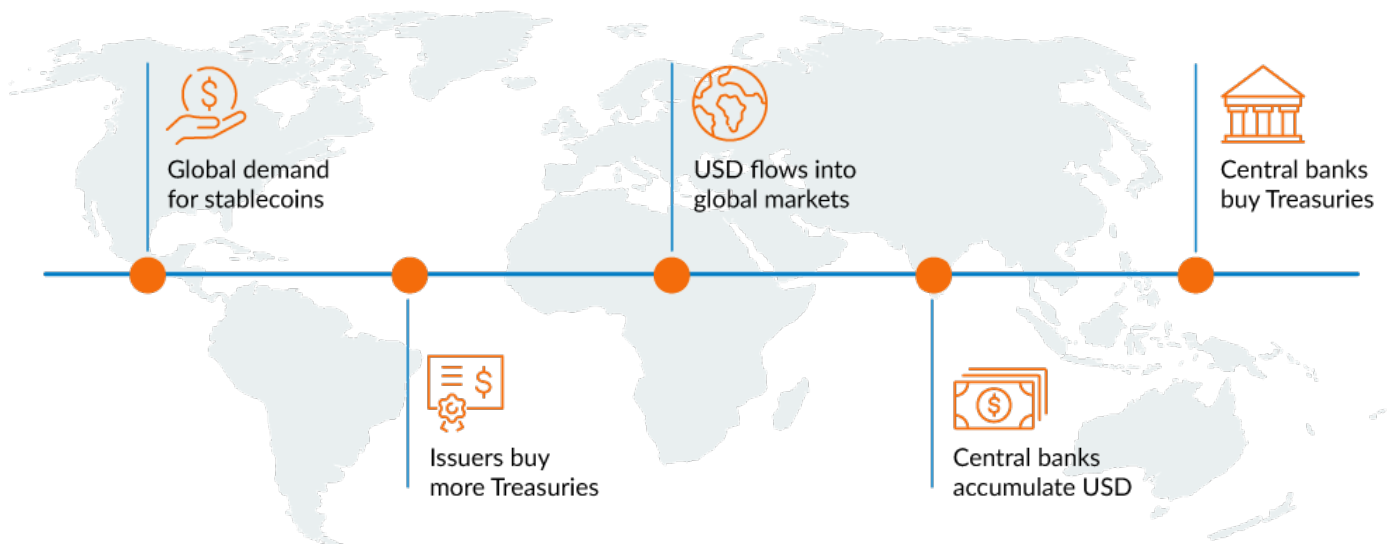 Global demand
for stablecoins
Issuers buy
more Treasuries
USD flows into
global markets
Central banks
accumulate USD
Central banks
buy Treasuries